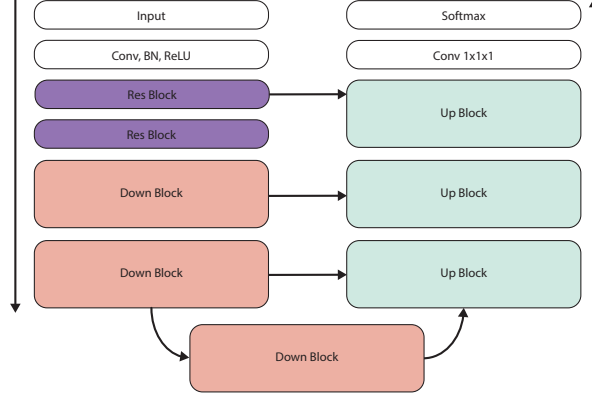 Input
Conv, BN, ReLU
Res Block
Res Block
Down Block
Down Block
Down Block
Softmax
Conv 1x1x1
Up Block
Up Block
Up Block